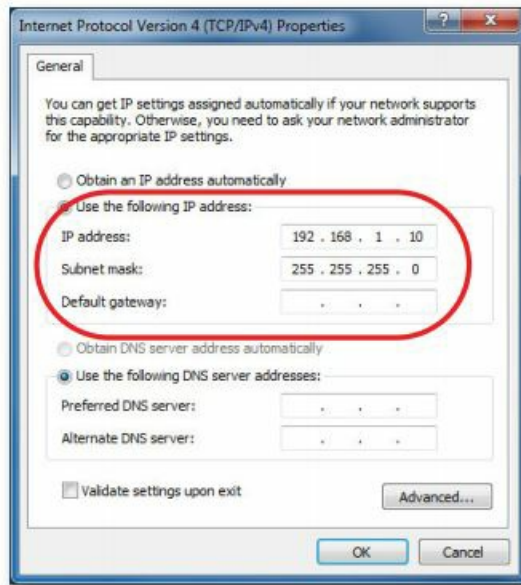 Internet Protocol Version 4 (TCP/IPv4) Properties
General
You can get IP settings assigned automatically if your network supports
this capability. Otherwise, you need to ask your network administrator
for the appropriate IP settings.
Obtain an IP address automatically
Use the following IP address:
IP address: 192 . 168 . 1 . 10
Subnet mask: 255 . 255 . 255 . 0
Default gateway: . . .
Obtain DNS server address automatically
Use the following DNS server addresses:
Preferred DNS server: . . .
Alternate DNS server: . . .
Validate settings upon exit
Advanced...
OK Cancel